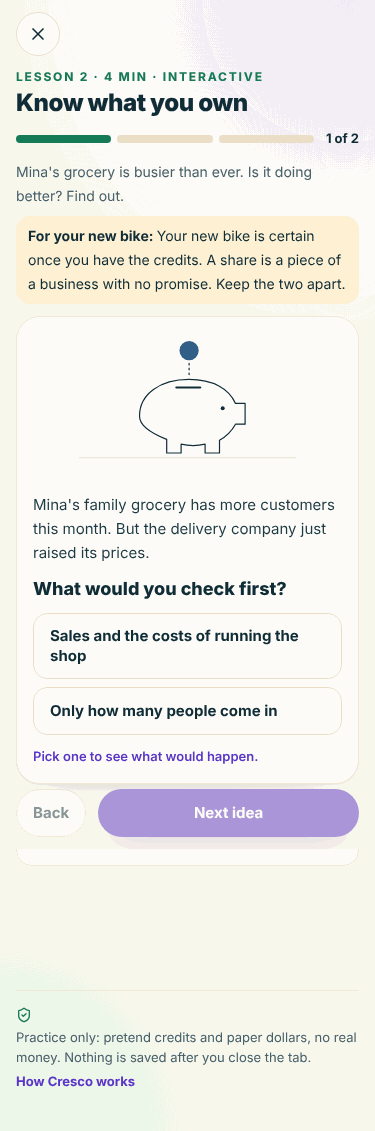 LESSON 2 · 4 MIN · INTERACTIVE
Know what you own
1 of 2
Mina's grocery is busier than ever. Is it doing
better? Find out.
For your new bike: Your new bike is certain
once you have the credits. A share is a piece of
a business with no promise. Keep the two apart.
Mina's family grocery has more customers
this month. But the delivery company just
raised its prices.
What would you check first?
Sales and the costs of running the
shop
Only how many people come in
Pick one to see what would happen.
Back
Next idea
Practice only: pretend credits and paper dollars, no real
money. Nothing is saved after you close the tab.
How Cresco works